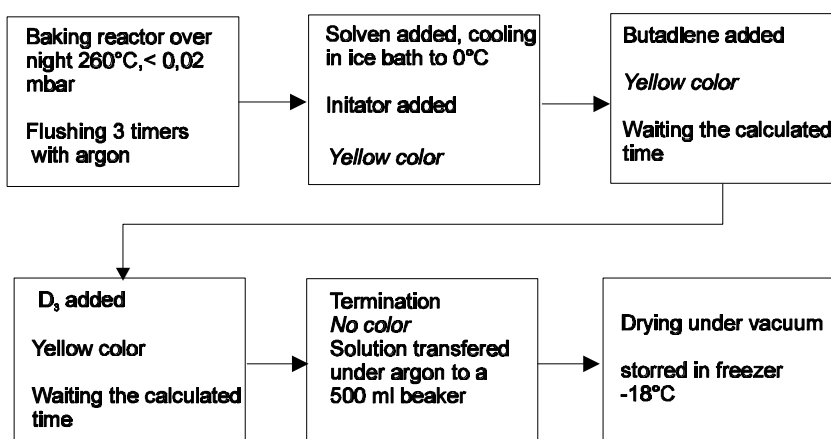 Baking reactor over
night 260°C,< 0,02
mbar
Flushing 3 timers
with argon
Solven added, cooling
in ice bath to 0°C
Initator added
Yellow color
Butadlene added
Yellow color
Waiting the calculated
time
D₃ added
Yellow color
Waiting the calculated
time
Termination
No color
Solution transfered
under argon to a
500 ml beaker
Drying under vacuum
storred in freezer
-18°C